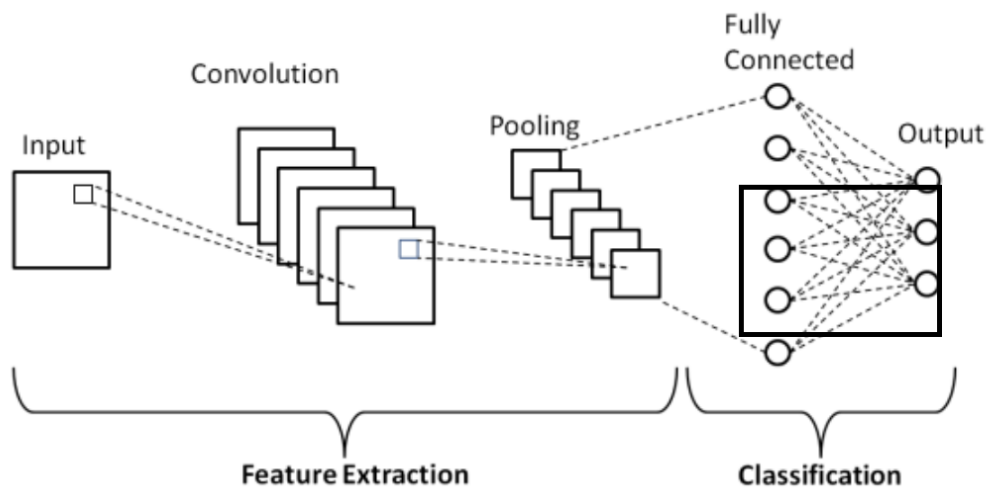 Fully
Connected
Convolution
Pooling
Output
Input
Feature Extraction
Classification